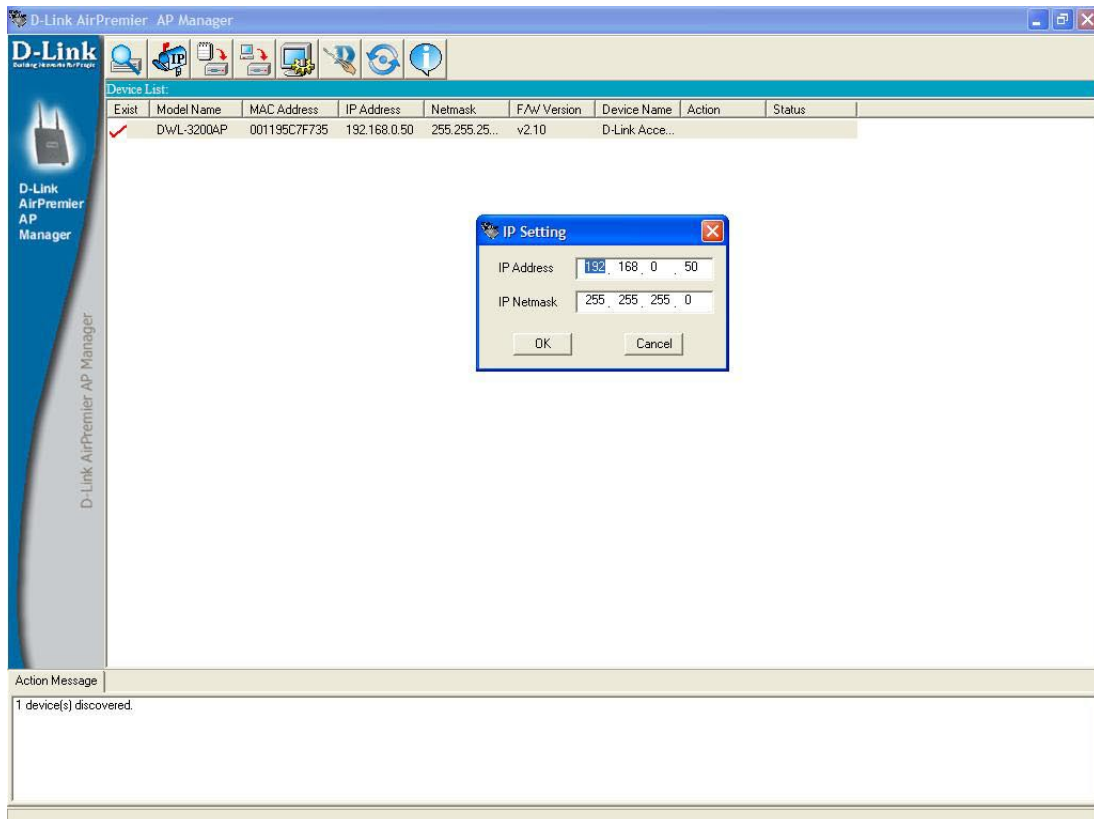 D-Link AirPremier AP Manager
D-Link
Building Networks for People
IP
Device List:
Exist Model Name MAC Address IP Address Netmask F/W Version Device Name Action Status
DWL-3200AP 001195C7F735 192.168.0.50 255.255.25... v2.10 D-Link Acce...
D-Link
AirPremier
AP
Manager
D-Link AirPremier AP Manager
IP Setting
IP Address 192 . 168 . 0 . 50
IP Netmask 255 . 255 . 255 . 0
OK Cancel
Action Message
1 device(s) discovered.